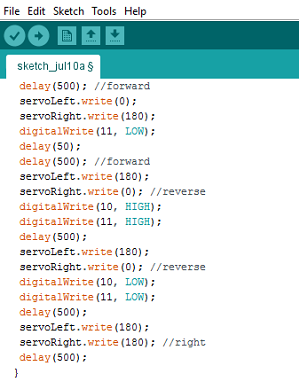 File Edit Sketch Tools Help
sketch_jul10a §
delay(500); //forward
servoLeft.write(0);
servoRight.write(180);
digitalWrite(11, LOW);
delay(50);
delay(500); //forward
servoLeft.write(180);
servoRight.write(0); //reverse
digitalWrite(10, HIGH);
digitalWrite(11, HIGH);
delay(500);
servoLeft.write(180);
servoRight.write(0); //reverse
digitalWrite(10, LOW);
digitalWrite(11, LOW);
delay(500);
servoLeft.write(180);
servoRight.write(180); //right
delay(500);
}